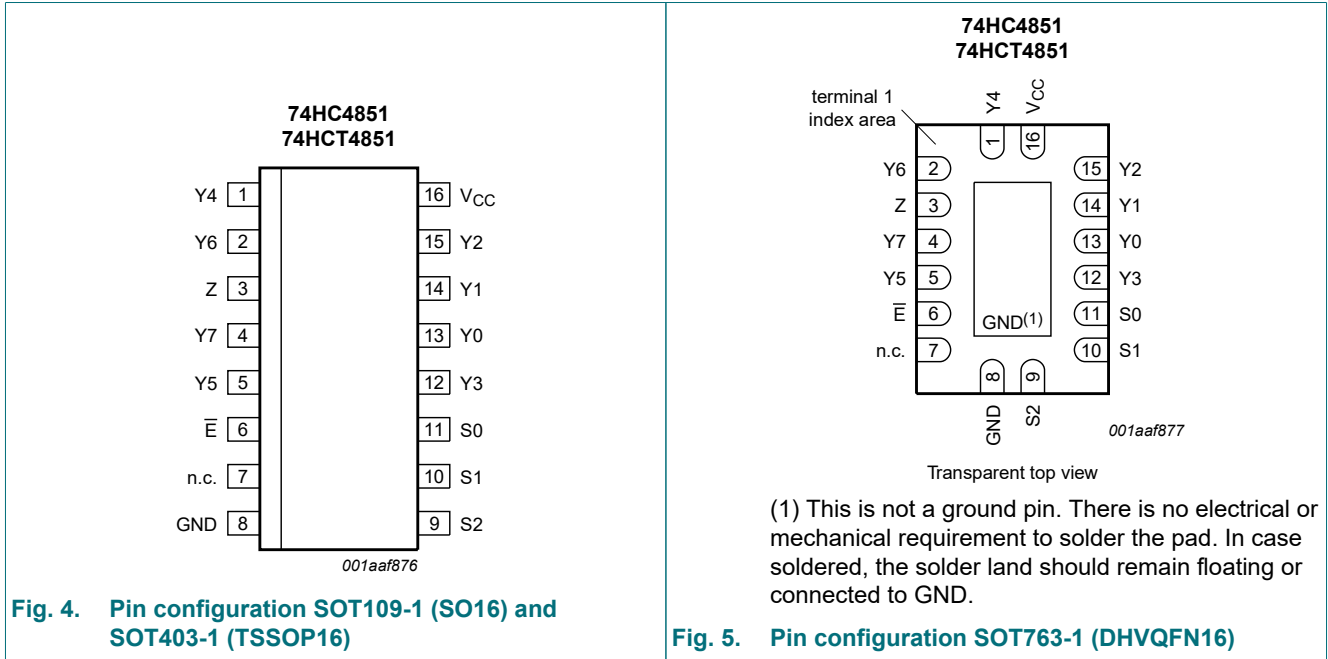 74HC4851
74HCT4851
Y4 1 16 VCC
Y6 2 15 Y2
Z 3 14 Y1
Y7 4 13 Y0
Y5 5 12 Y3
E̅ 6 11 S0
n.c. 7 10 S1
GND 8 9 S2
001aaf876
Fig. 4. Pin configuration SOT109-1 (SO16) and
SOT403-1 (TSSOP16)
74HC4851
74HCT4851
terminal 1
index area
Y4 VCC
1 16
Y6 2 15 Y2
Z 3 14 Y1
Y7 4 13 Y0
Y5 5 12 Y3
E̅ 6 11 S0
GND(1)
n.c. 7 10 S1
8 9
GND S2
001aaf877
Transparent top view
(1) This is not a ground pin. There is no electrical or
mechanical requirement to solder the pad. In case
soldered, the solder land should remain floating or
connected to GND.
Fig. 5. Pin configuration SOT763-1 (DHVQFN16)